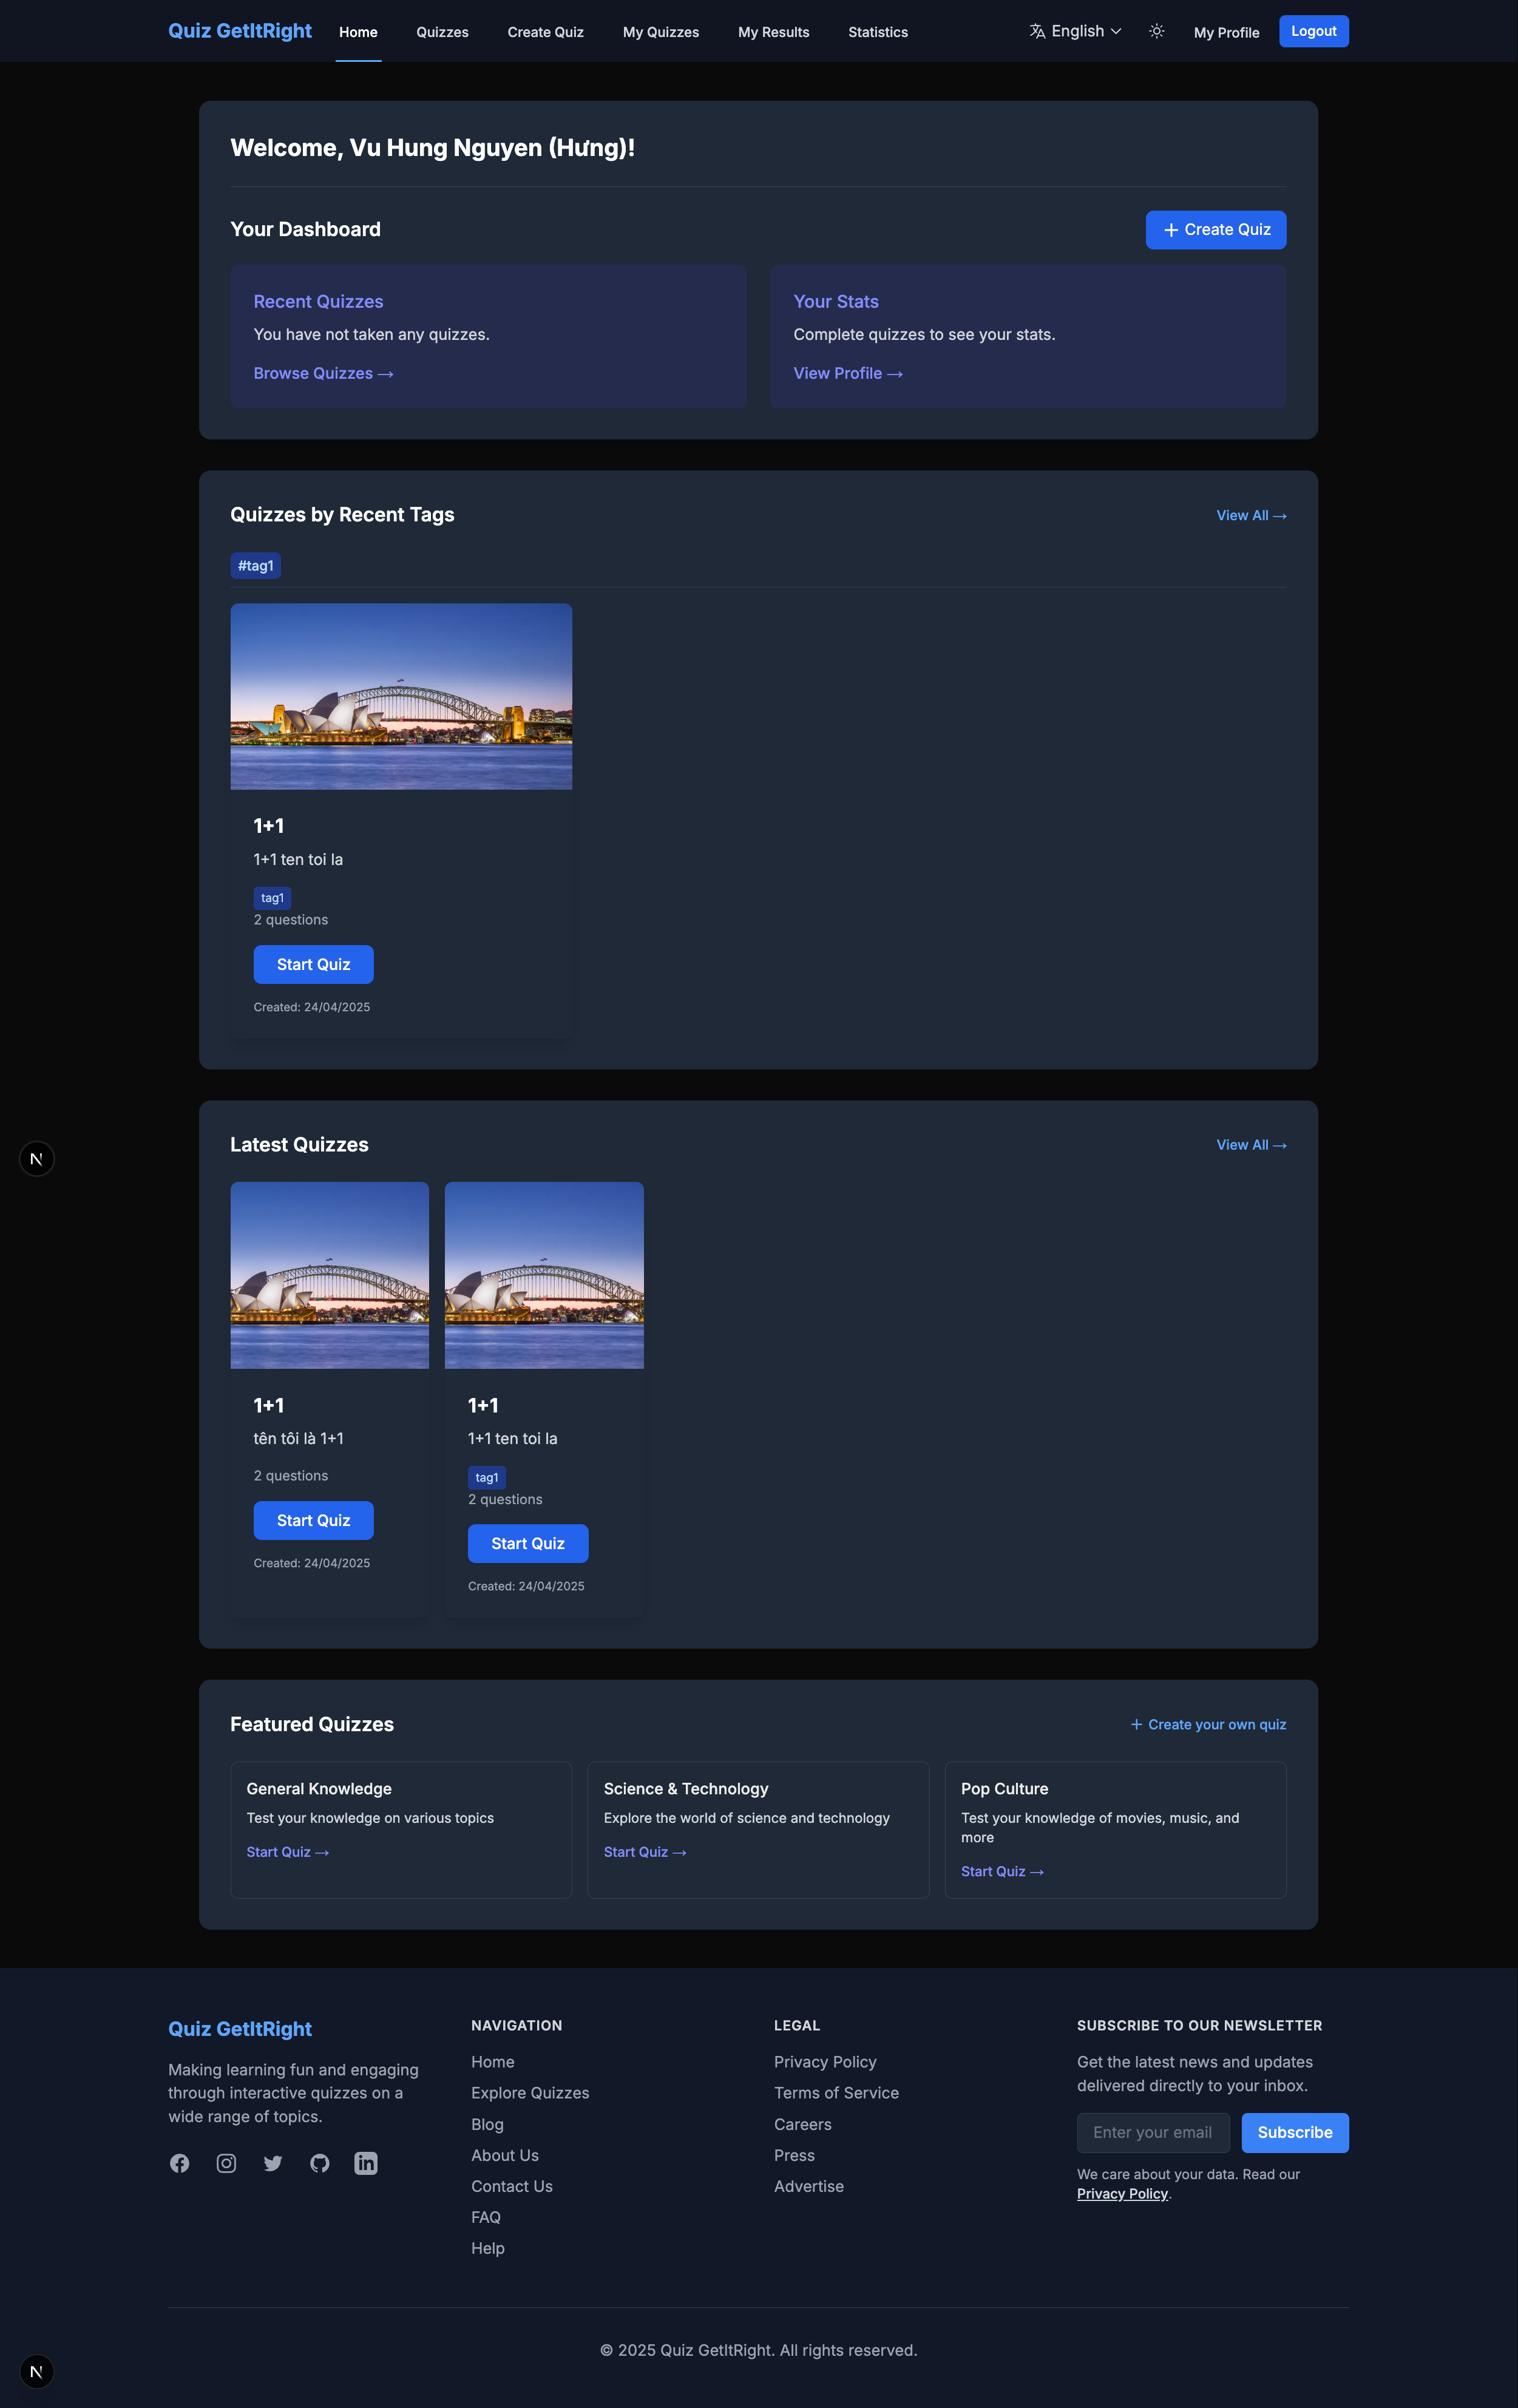 Quiz GetItRight
Home
Quizzes
Create Quiz
My Quizzes
My Results
Statistics
English
My Profile
Logout
Welcome, Vu Hung Nguyen (Hưng)!
Your Dashboard
+ Create Quiz
Recent Quizzes
You have not taken any quizzes.
Browse Quizzes →
Your Stats
Complete quizzes to see your stats.
View Profile →
Quizzes by Recent Tags
View All →
#tag1
1+1
1+1 ten toi la
tag1
2 questions
Start Quiz
Created: 24/04/2025
Latest Quizzes
View All →
1+1
tên tôi là 1+1
2 questions
Start Quiz
Created: 24/04/2025
1+1
1+1 ten toi la
tag1
2 questions
Start Quiz
Created: 24/04/2025
N
Featured Quizzes
+ Create your own quiz
General Knowledge
Test your knowledge on various topics
Start Quiz →
Science & Technology
Explore the world of science and technology
Start Quiz →
Pop Culture
Test your knowledge of movies, music, and
more
Start Quiz →
Quiz GetItRight
Making learning fun and engaging
through interactive quizzes on a
wide range of topics.
NAVIGATION
Home
Explore Quizzes
Blog
About Us
Contact Us
FAQ
Help
LEGAL
Privacy Policy
Terms of Service
Careers
Press
Advertise
SUBSCRIBE TO OUR NEWSLETTER
Get the latest news and updates
delivered directly to your inbox.
Enter your email
Subscribe
We care about your data. Read our
Privacy Policy.
© 2025 Quiz GetItRight. All rights reserved.
N